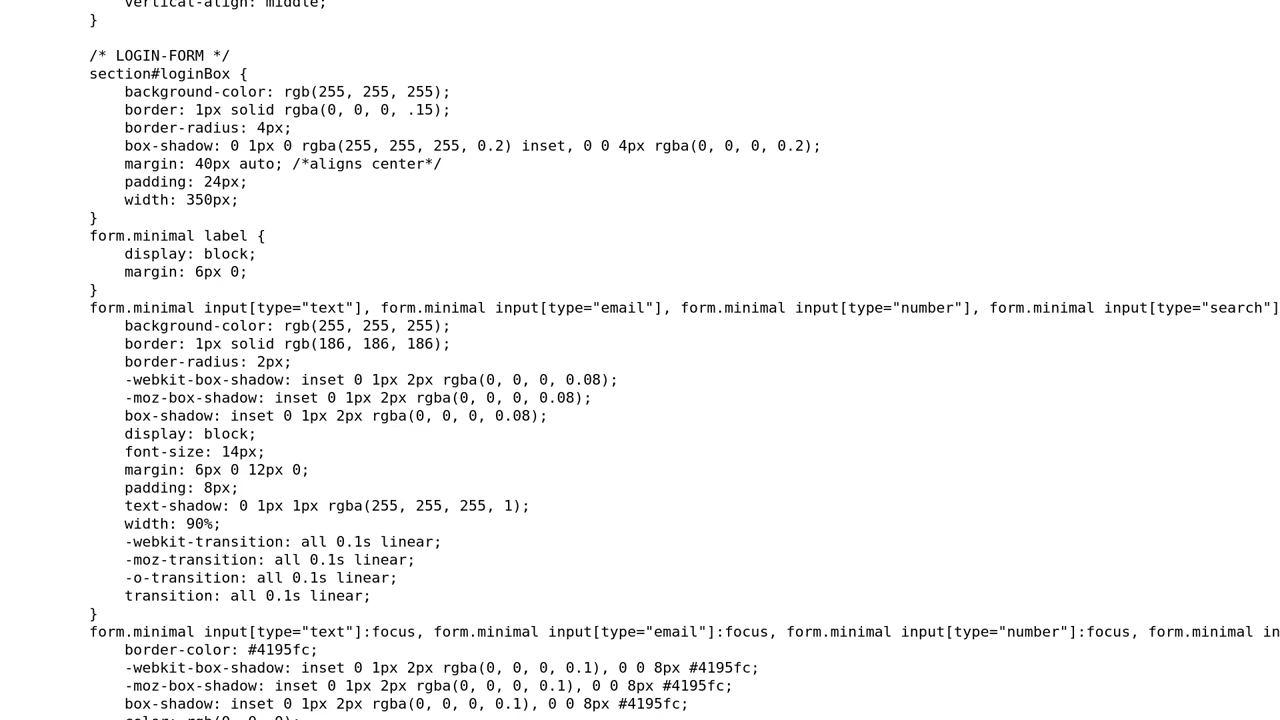 vertical-align: middle;
}
/* LOGIN-FORM */
section#loginBox {
background-color: rgb(255, 255, 255);
border: 1px solid rgba(0, 0, 0, .15);
border-radius: 4px;
box-shadow: 0 1px 0 rgba(255, 255, 255, 0.2) inset, 0 0 4px rgba(0, 0, 0, 0.2);
margin: 40px auto; /*aligns center*/
padding: 24px;
width: 350px;
}
form.minimal label {
display: block;
margin: 6px 0;
}
form.minimal input[type="text"], form.minimal input[type="email"], form.minimal input[type="number"], form.minimal input[type="search"]
background-color: rgb(255, 255, 255);
border: 1px solid rgb(186, 186, 186);
border-radius: 2px;
-webkit-box-shadow: inset 0 1px 2px rgba(0, 0, 0, 0.08);
-moz-box-shadow: inset 0 1px 2px rgba(0, 0, 0, 0.08);
box-shadow: inset 0 1px 2px rgba(0, 0, 0, 0.08);
display: block;
font-size: 14px;
margin: 6px 0 12px 0;
padding: 8px;
text-shadow: 0 1px 1px rgba(255, 255, 255, 1);
width: 90%;
-webkit-transition: all 0.1s linear;
-moz-transition: all 0.1s linear;
-o-transition: all 0.1s linear;
transition: all 0.1s linear;
}
form.minimal input[type="text"]:focus, form.minimal input[type="email"]:focus, form.minimal input[type="number"]:focus, form.minimal in
border-color: #4195fc;
-webkit-box-shadow: inset 0 1px 2px rgba(0, 0, 0, 0.1), 0 0 8px #4195fc;
-moz-box-shadow: inset 0 1px 2px rgba(0, 0, 0, 0.1), 0 0 8px #4195fc;
box-shadow: inset 0 1px 2px rgba(0, 0, 0, 0.1), 0 0 8px #4195fc;
color: rgb(0, 0, 0);